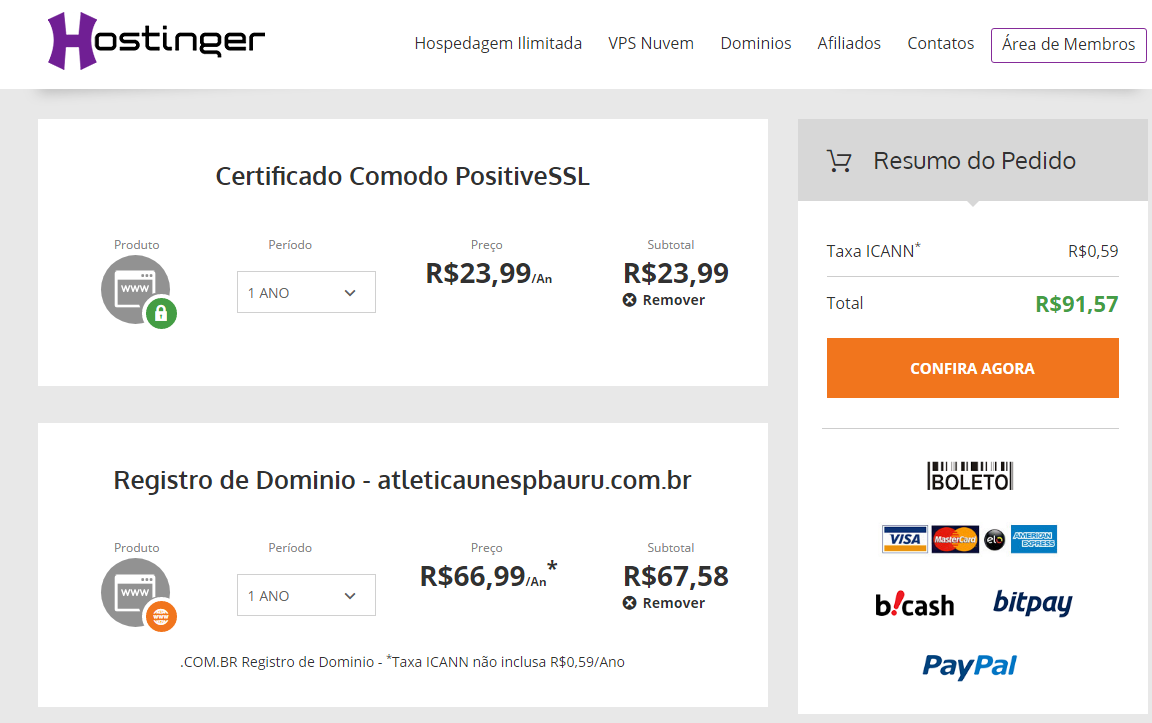 Hostinger
Hospedagem Ilimitada VPS Nuvem Dominios Afiliados Contatos Área de Membros
Certificado Comodo PositiveSSL
Produto Período Preço Subtotal
WWW
1 ANO
R$23,99/An
R$23,99
Remover
Registro de Dominio - atleticaunespbauru.com.br
Produto Período Preço Subtotal
WWW
1 ANO
R$66,99/An*
R$67,58
Remover
.COM.BR Registro de Dominio - *Taxa ICANN não inclusa R$0,59/Ano
Resumo do Pedido
Taxa ICANN* R$0,59
Total R$91,57
CONFIRA AGORA
BOLETO
VISA MasterCard elo AMERICAN EXPRESS
b!cash bitpay
PayPal